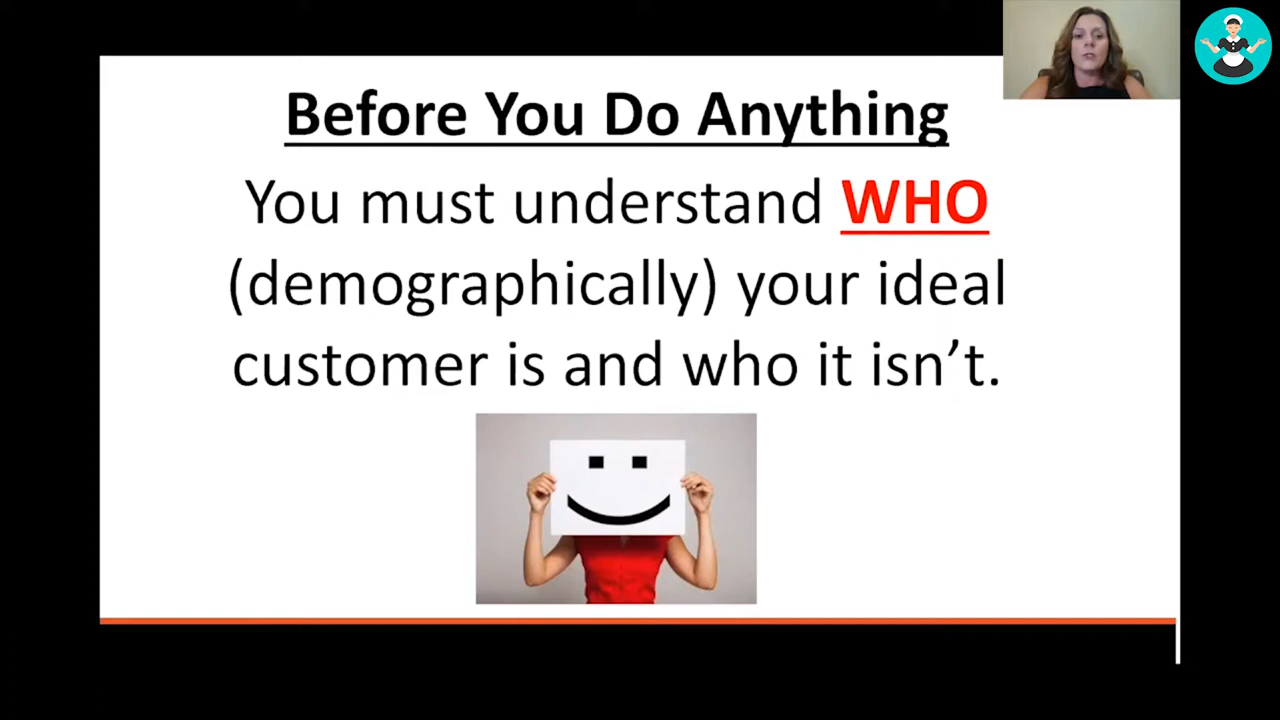 Before You Do Anything
You must understand WHO
(demographically) your ideal
customer is and who it isn’t.